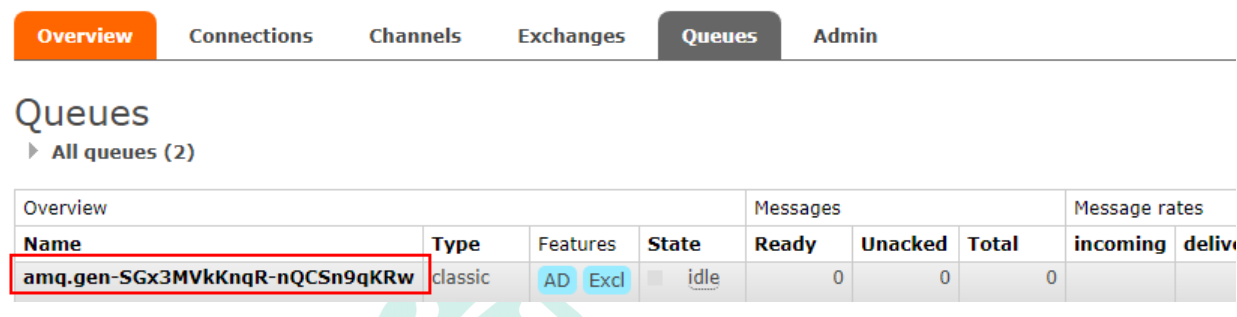 Overview Connections Channels Exchanges Queues Admin
Queues
All queues (2)
Overview Messages Message rates
Name Type Features State Ready Unacked Total incoming delive
amq.gen-SGx3MVkKnqR-nQCSn9qKRw classic AD Excl idle 0 0 0